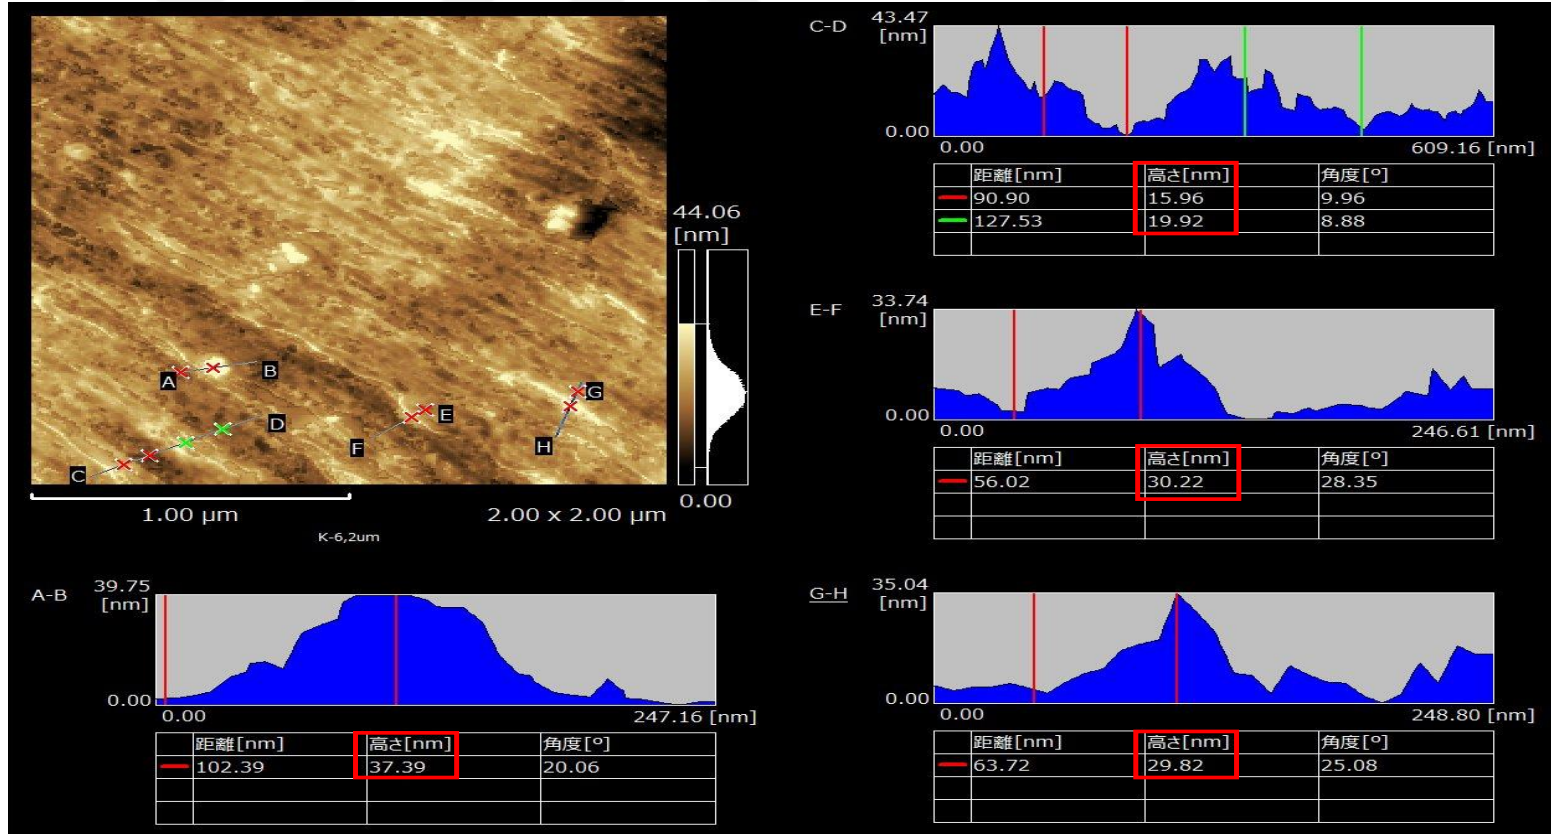 44.06
[nm]
A
B
C
D
E
F
G
H
0.00
1.00 μm
2.00 x 2.00 μm
K-6,2um
A-B
39.75
[nm]
0.00
0.00
247.16 [nm]
距離[nm] 高さ[nm] 角度[°]
102.39 37.39 20.06
C-D
43.47
[nm]
0.00
0.00
609.16 [nm]
距離[nm] 高さ[nm] 角度[°]
90.90 15.96 9.96
127.53 19.92 8.88
E-F
33.74
[nm]
0.00
0.00
246.61 [nm]
距離[nm] 高さ[nm] 角度[°]
56.02 30.22 28.35
G-H
35.04
[nm]
0.00
0.00
248.80 [nm]
距離[nm] 高さ[nm] 角度[°]
63.72 29.82 25.08